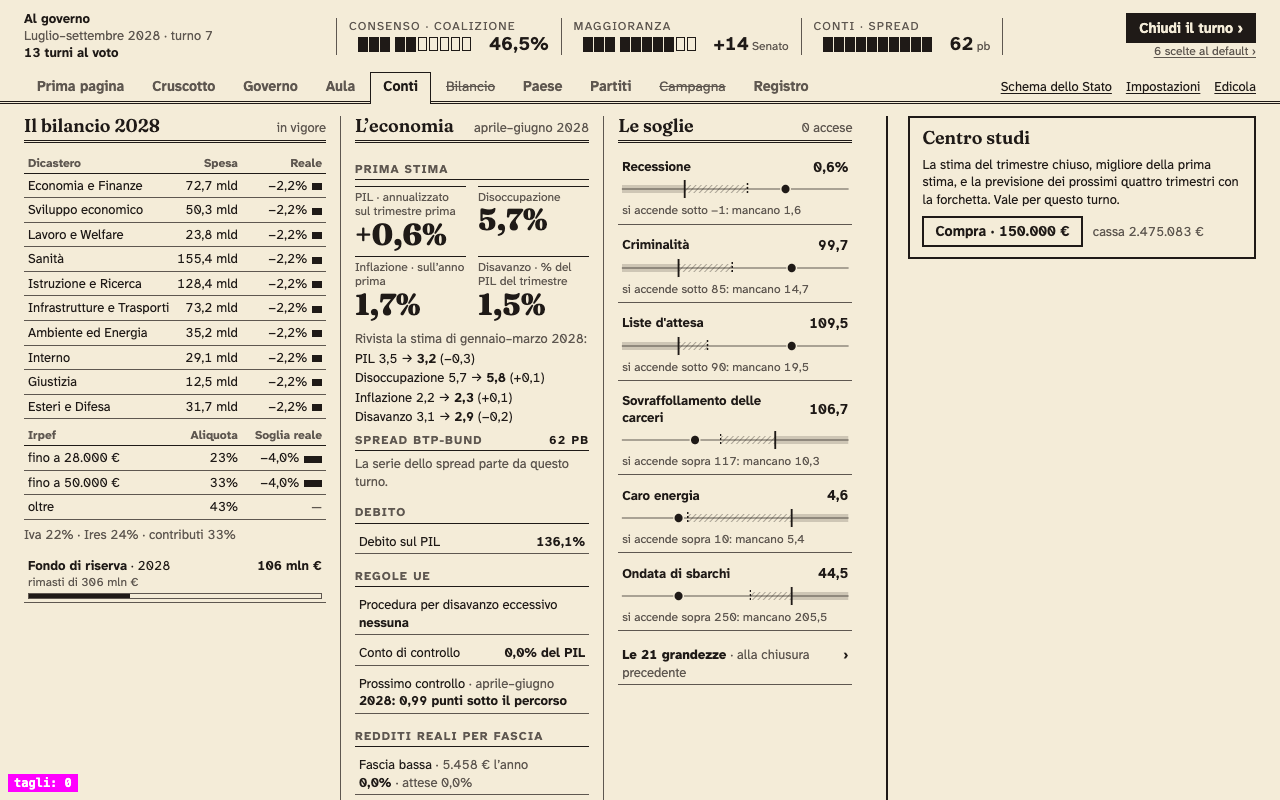 Al governo
Luglio–settembre 2028 · turno 7
13 turni al voto
CONSENSO · COALIZIONE
46,5%
MAGGIORANZA
+14 Senato
CONTI · SPREAD
62 pb
Chiudi il turno ›
6 scelte al default ›
Prima pagina
Cruscotto
Governo
Aula
Conti
Bilancio
Paese
Partiti
Campagna
Registro
Schema dello Stato
Impostazioni
Edicola
Il bilancio 2028
in vigore
Dicastero Spesa Reale
Economia e Finanze 72,7 mld −2,2%
Sviluppo economico 50,3 mld −2,2%
Lavoro e Welfare 23,8 mld −2,2%
Sanità 155,4 mld −2,2%
Istruzione e Ricerca 128,4 mld −2,2%
Infrastrutture e Trasporti 73,2 mld −2,2%
Ambiente ed Energia 35,2 mld −2,2%
Interno 29,1 mld −2,2%
Giustizia 12,5 mld −2,2%
Esteri e Difesa 31,7 mld −2,2%
Irpef Aliquota Soglia reale
fino a 28.000 € 23% −4,0%
fino a 50.000 € 33% −4,0%
oltre 43% —
Iva 22% · Ires 24% · contributi 33%
Fondo di riserva · 2028 106 mln €
rimasti di 306 mln €
L’economia
aprile–giugno 2028
PRIMA STIMA
PIL · annualizzato
sul trimestre prima
+0,6%
Disoccupazione
5,7%
Inflazione · sull’anno
prima
1,7%
Disavanzo · % del
PIL del trimestre
1,5%
Rivista la stima di gennaio–marzo 2028:
PIL 3,5 → 3,2 (−0,3)
Disoccupazione 5,7 → 5,8 (+0,1)
Inflazione 2,2 → 2,3 (+0,1)
Disavanzo 3,1 → 2,9 (−0,2)
SPREAD BTP-BUND 62 PB
La serie dello spread parte da questo
turno.
DEBITO
Debito sul PIL 136,1%
REGOLE UE
Procedura per disavanzo eccessivo
nessuna
Conto di controllo 0,0% del PIL
Prossimo controllo · aprile–giugno
2028: 0,99 punti sotto il percorso
REDDITI REALI PER FASCIA
Fascia bassa · 5.458 € l’anno
0,0% · attese 0,0%
Le soglie
0 accese
Recessione 0,6%
si accende sotto −1: mancano 1,6
Criminalità 99,7
si accende sotto 85: mancano 14,7
Liste d'attesa 109,5
si accende sotto 90: mancano 19,5
Sovraffollamento delle
carceri
106,7
si accende sopra 117: mancano 10,3
Caro energia 4,6
si accende sopra 10: mancano 5,4
Ondata di sbarchi 44,5
si accende sopra 250: mancano 205,5
Le 21 grandezze · alla chiusura
precedente
›
Centro studi
La stima del trimestre chiuso, migliore della prima
stima, e la previsione dei prossimi quattro trimestri con
la forchetta. Vale per questo turno.
Compra · 150.000 €
cassa 2.475.083 €
tagli: 0